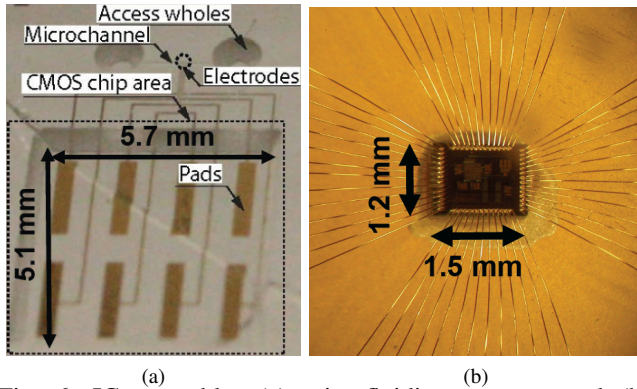 Access wholes
Microchannel
Electrodes
CMOS chip area
5.7 mm
Pads
5.1 mm
1.2 mm
1.5 mm
(a)
(b)